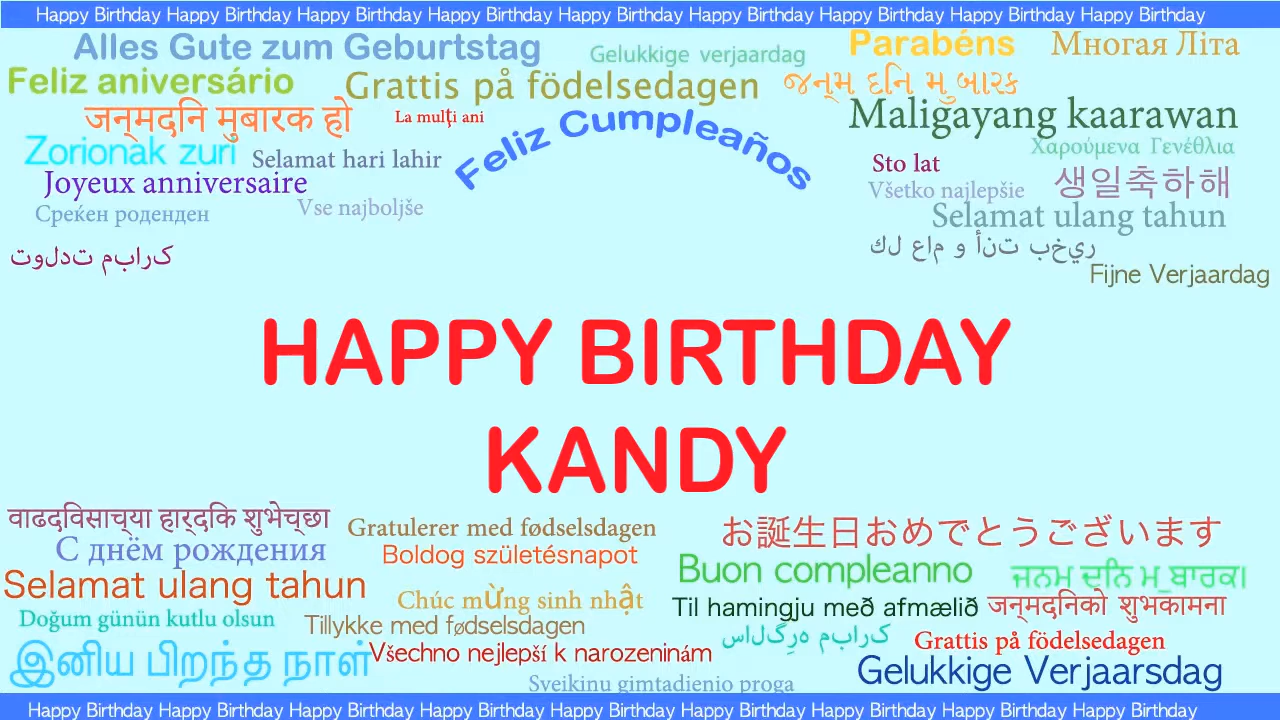 Happy Birthday Happy Birthday Happy Birthday Happy Birthday Happy Birthday Happy Birthday Happy Birthday Happy Birthday Happy Birthday
Alles Gute zum Geburtstag
Gelukkige verjaardag
Parabéns
Многая Літа
Feliz aniversário
Grattis på födelsedagen
જન્મ દિન મુબારક
जन्मदिन मुबारक हो
La mulţi ani
Feliz Cumpleaños
Maligayang kaarawan
Zorionak zuri
Selamat hari lahir
Sto lat
Χαρούμενα Γενέθλια
Joyeux anniversaire
Všetko najlepšie
생일축하해
Среќен роденден
Vse najboljše
Selamat ulang tahun
تولدت مبارک
كل عام و أنت بخير
Fijne Verjaardag
HAPPY BIRTHDAY
KANDY
वाढदिवसाच्या हार्दिक शुभेच्छा
Gratulerer med fødselsdagen
お誕生日おめでとうございます
С днём рождения
Boldog születésnapot
Buon compleanno
ਜਨਮ ਦਿਨ ਮੁਬਾਰਕ।
Selamat ulang tahun
Chúc mừng sinh nhật
Til hamingju með afmælið
जन्मदिनको शुभकामना
Doğum günün kutlu olsun
Tillykke med fødselsdagen
سالگرہ مبارک
Grattis på födelsedagen
இனிய பிறந்த நாள்
Všechno nejlepší k narozeninám
Gelukkige Verjaarsdag
Sveikinu gimtadienio proga
Happy Birthday Happy Birthday Happy Birthday Happy Birthday Happy Birthday Happy Birthday Happy Birthday Happy Birthday Happy Birthday